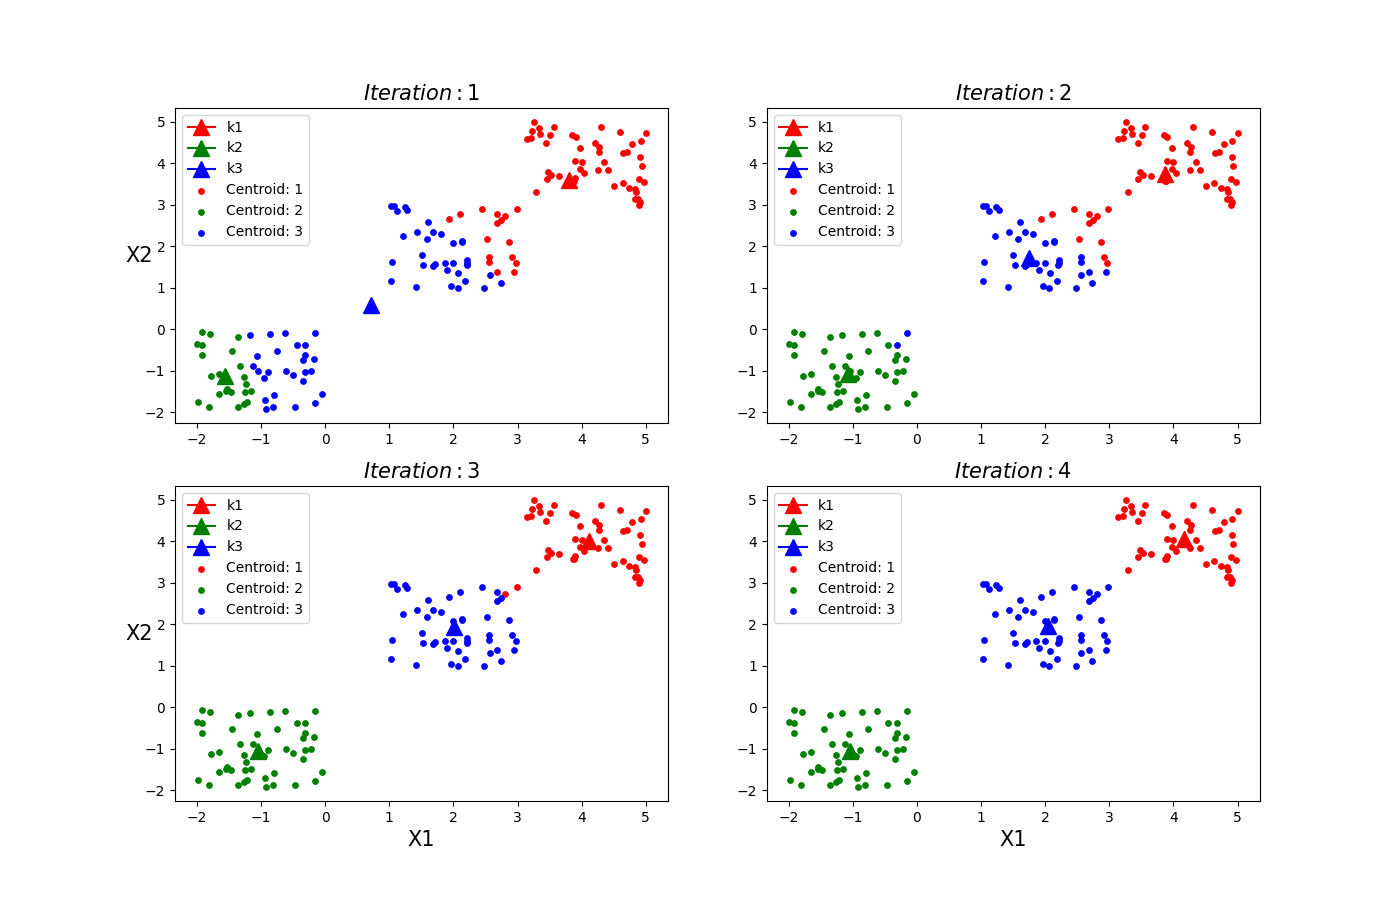 Iteration : 1
k1
k2
k3
Centroid: 1
Centroid: 2
Centroid: 3
5
4
3
2
1
0
−1
−2
X2
−2 −1 0 1 2 3 4 5
Iteration : 2
k1
k2
k3
Centroid: 1
Centroid: 2
Centroid: 3
5
4
3
2
1
0
−1
−2
−2 −1 0 1 2 3 4 5
Iteration : 3
k1
k2
k3
Centroid: 1
Centroid: 2
Centroid: 3
5
4
3
2
1
0
−1
−2
X2
−2 −1 0 1 2 3 4 5
X1
Iteration : 4
k1
k2
k3
Centroid: 1
Centroid: 2
Centroid: 3
5
4
3
2
1
0
−1
−2
−2 −1 0 1 2 3 4 5
X1